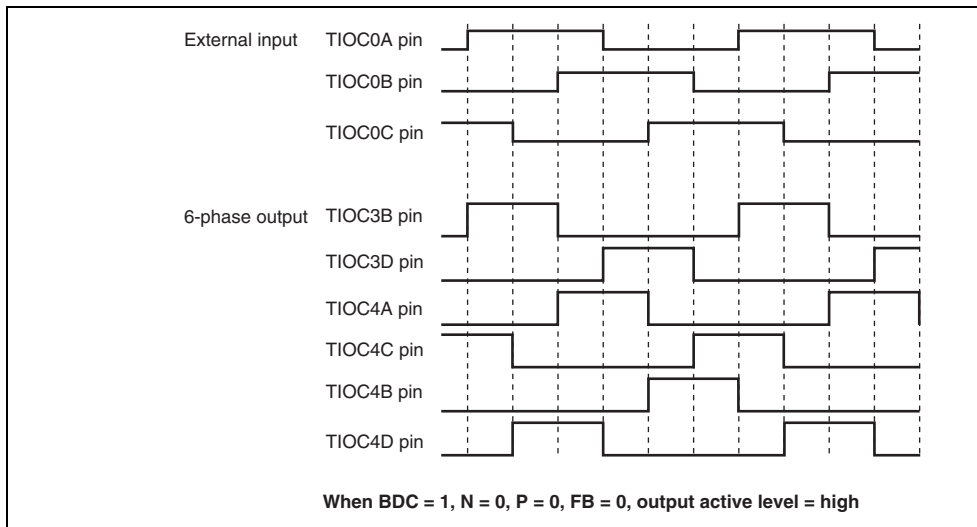 External input TIOC0A pin
TIOC0B pin
TIOC0C pin
6-phase output TIOC3B pin
TIOC3D pin
TIOC4A pin
TIOC4C pin
TIOC4B pin
TIOC4D pin
When BDC = 1, N = 0, P = 0, FB = 0, output active level = high